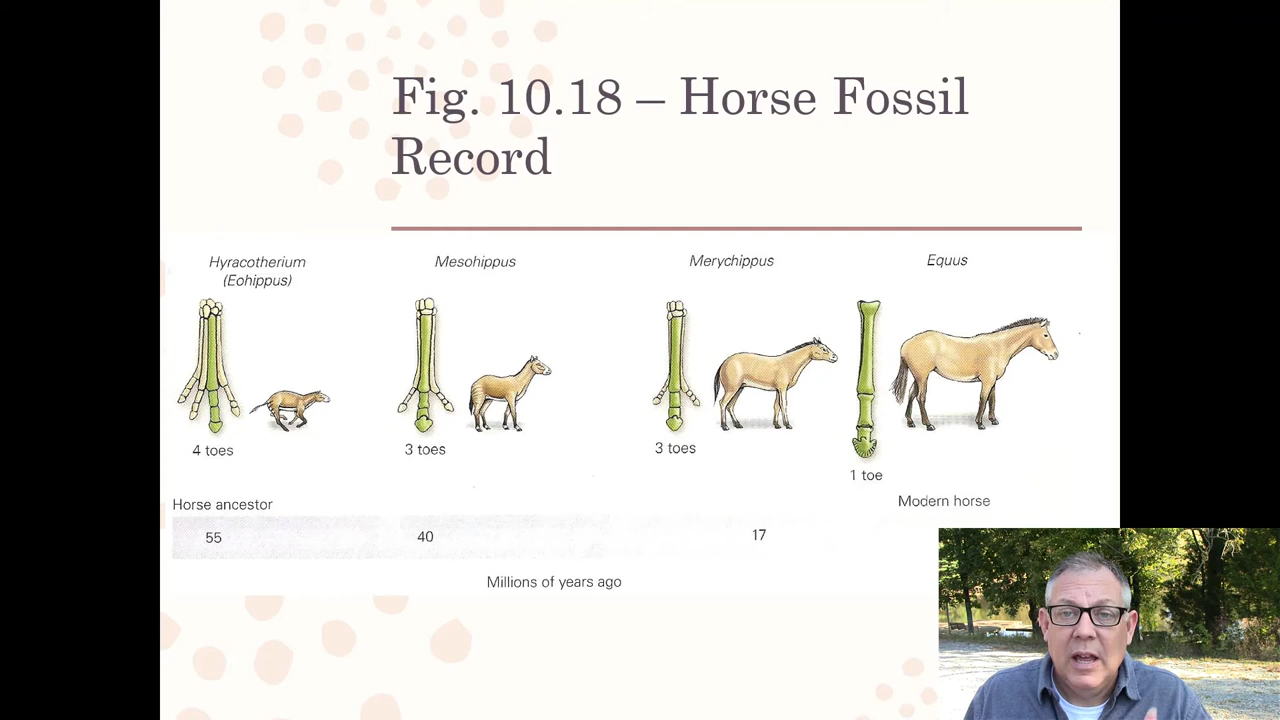 Fig. 10.18 – Horse Fossil
Record
Hyracotherium
(Eohippus)
Mesohippus
Merychippus
Equus
4 toes
3 toes
3 toes
1 toe
Horse ancestor
Modern horse
55
40
17
Millions of years ago